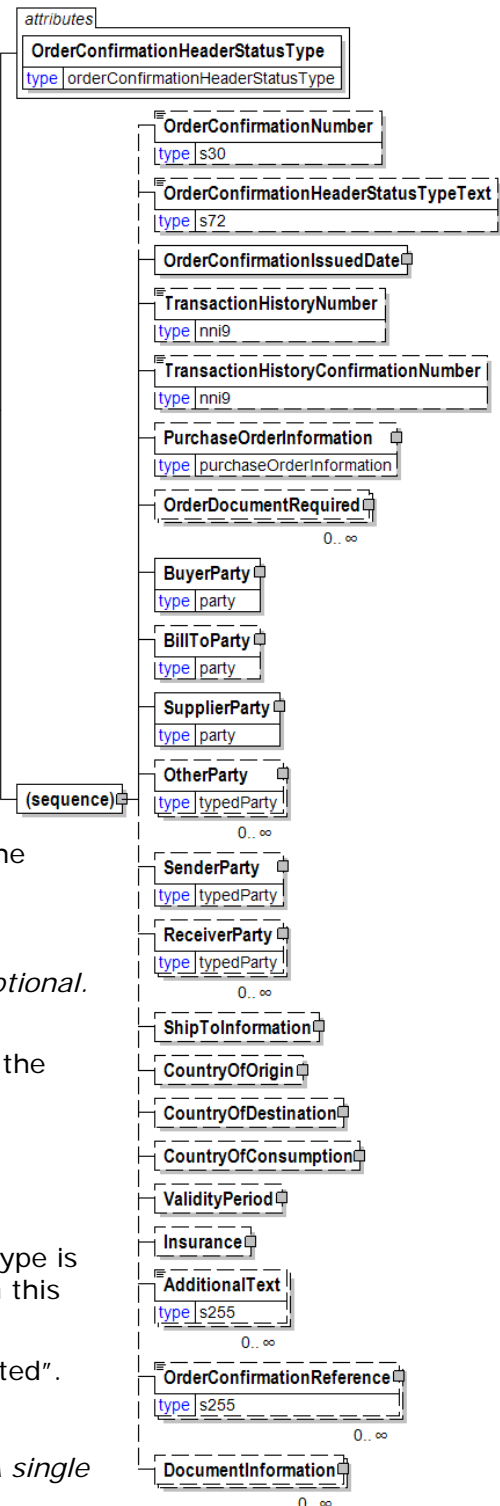 attributes
OrderConfirmationHeaderStatusType
type orderConfirmationHeaderStatusType
OrderConfirmationNumber
type s30
OrderConfirmationHeaderStatusTypeText
type s72
OrderConfirmationIssuedDate
TransactionHistoryNumber
type nni9
TransactionHistoryConfirmationNumber
type nni9
PurchaseOrderInformation
type purchaseOrderInformation
OrderDocumentRequired
0.. ∞
BuyerParty
type party
BillToParty
type party
SupplierParty
type party
OtherParty
type typedParty
(sequence)
0.. ∞
SenderParty
type typedParty
ReceiverParty
type typedParty
0.. ∞
ShipToInformation
the
CountryOfOrigin
CountryOfDestination
CountryOfConsumption
ValidityPeriod
Insurance
ype is
this
AdditionalText
type s255
0.. ∞
ted".
OrderConfirmationReference
type s255
0.. ∞
single
DocumentInformation
0.. ∞